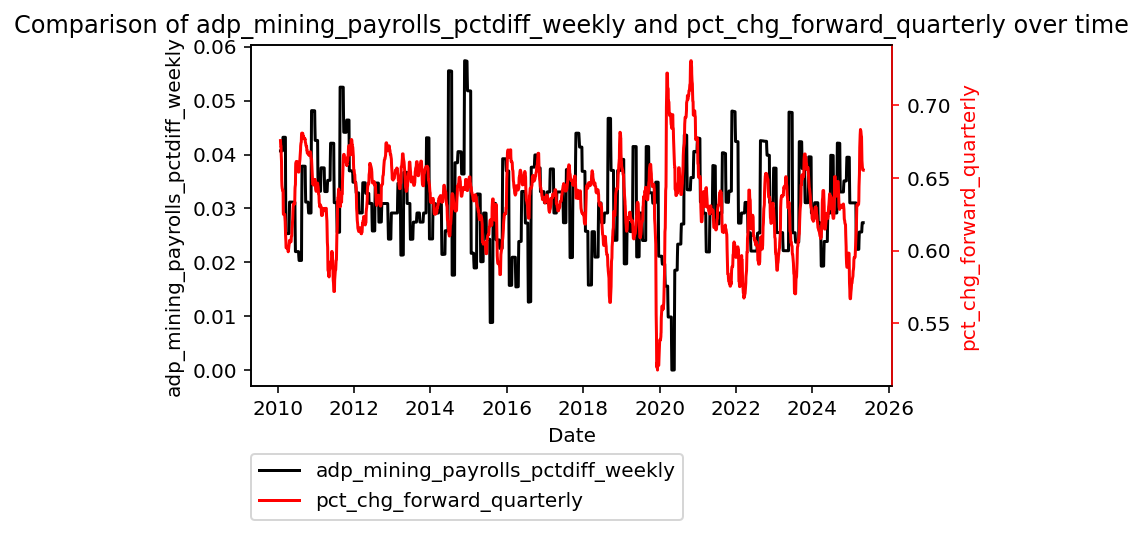 Comparison of adp_mining_payrolls_pctdiff_weekly and pct_chg_forward_quarterly over time
adp_mining_payrolls_pctdiff_weekly
0.06
0.05
0.04
0.03
0.02
0.01
0.00
0.70
0.65
0.60
0.55
pct_chg_forward_quarterly
2010 2012 2014 2016 2018 2020 2022 2024 2026
Date
adp_mining_payrolls_pctdiff_weekly
pct_chg_forward_quarterly